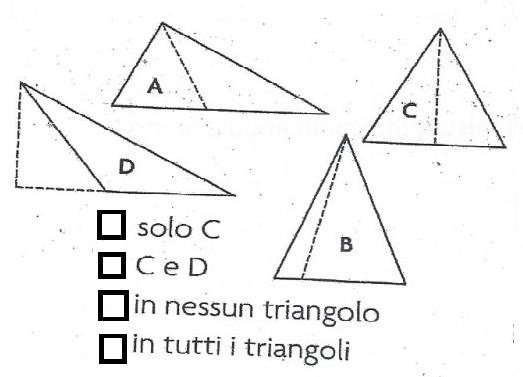 A
C
D
B
solo C
C e D
in nessun triangolo
in tutti i triangoli